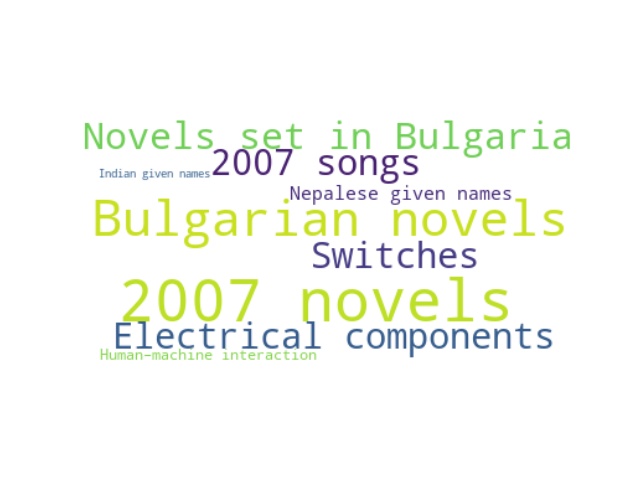 Novels set in Bulgaria
2007 songs
Indian given names
Nepalese given names
Bulgarian novels
Switches
2007 novels
Electrical components
Human-machine interaction